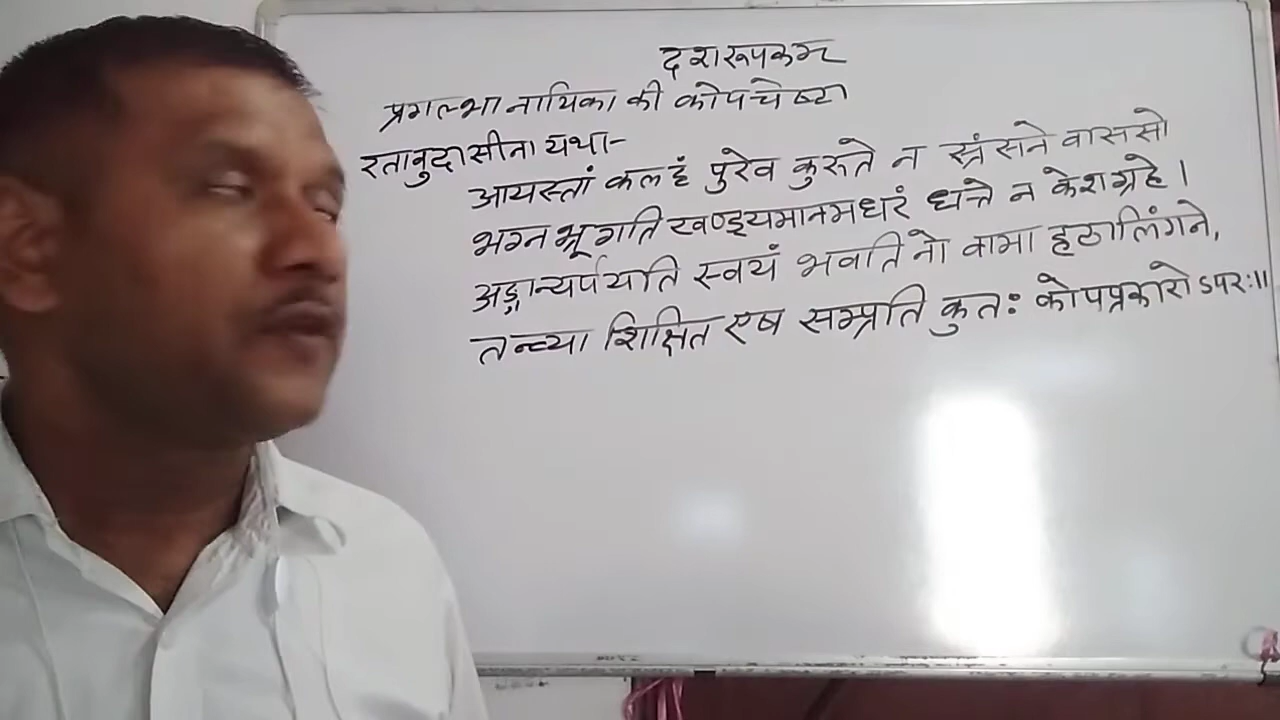 दशरूपकम्
प्रगल्भा नायिका की कोपचेष्टा
रतावुदासीना यथा-
आयस्तां कलहं पुरेव कुरुते न स्त्रंसने वाससो
भग्नभ्रूगति खण्ड्यमानमधरं धत्ते न केशग्रहे ।
अङ्गान्यर्पयति स्वयं भवति नो वामा हठालिंगने,
तन्व्या शिक्षित एष सम्प्रति कुतः कोपप्रकारोऽपरः॥